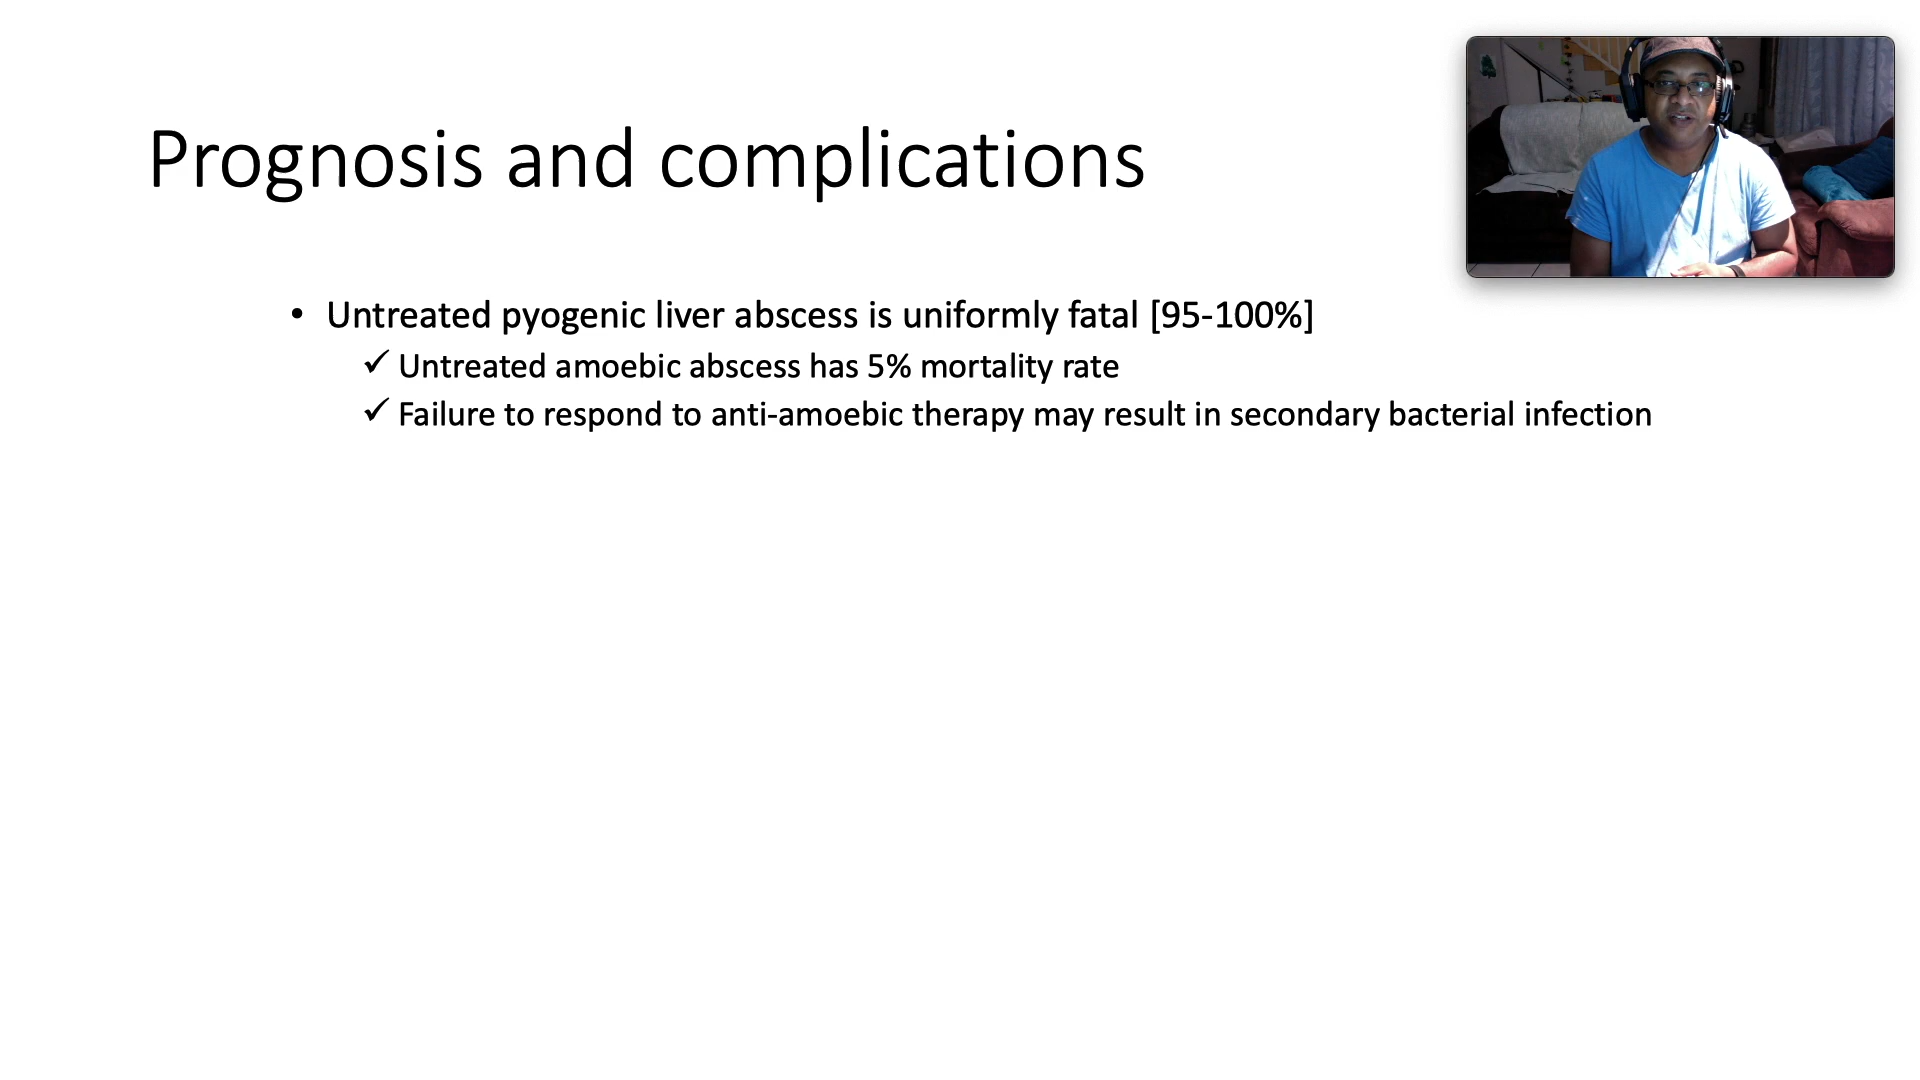 Prognosis and complications
• Untreated pyogenic liver abscess is uniformly fatal [95-100%]
✓ Untreated amoebic abscess has 5% mortality rate
✓ Failure to respond to anti-amoebic therapy may result in secondary bacterial infection